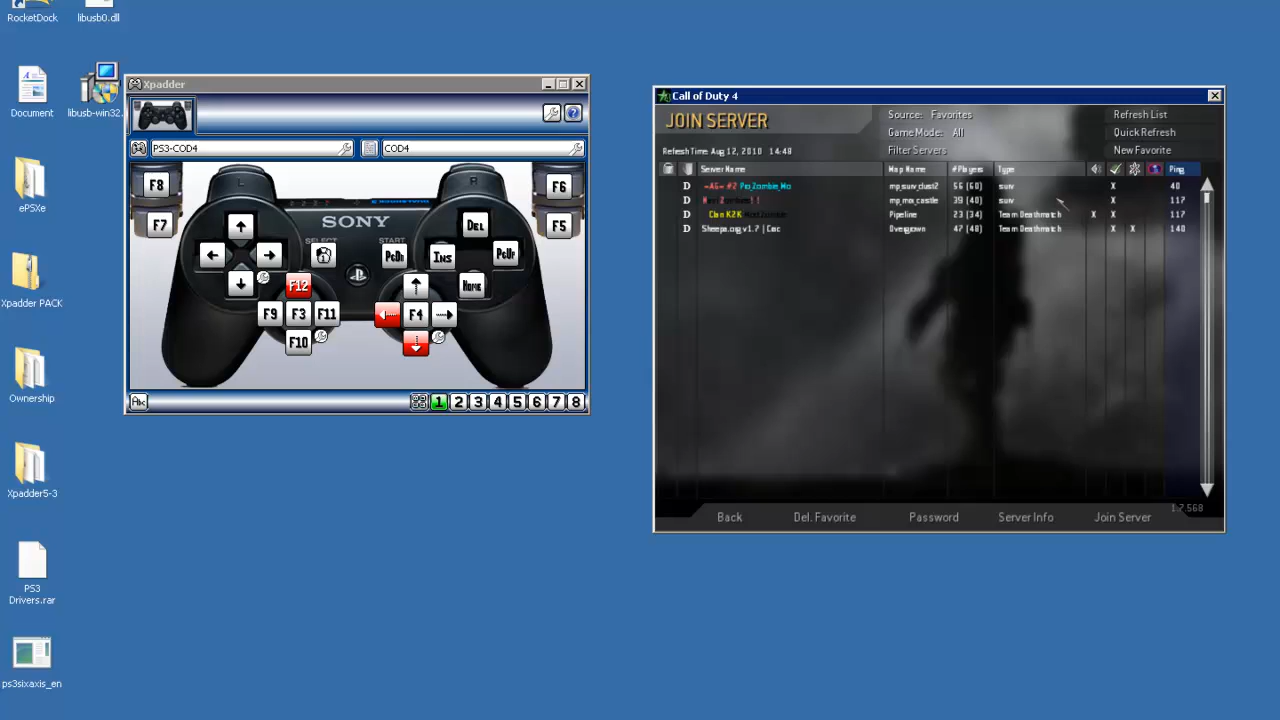 RocketDock
libusb0.dll
Document
libusb-win32...
ePSXe
Xpadder PACK
Ownership
Xpadder5-3
PS3
Drivers.rar
ps3sixaxis_en
Xpadder
PS3-COD4
COD4
F8
F6
F7
F5
L
R
SONY
SELECT
START
Del
PgDn
Ins
PgUp
Home
F12
F9
F3
F11
F10
F4
1
2
3
4
5
6
7
8
Call of Duty 4
JOIN SERVER
Source: Favorites
Refresh List
Game Mode: All
Quick Refresh
Refresh Time: Aug 12, 2010 14:48
Filter Servers
New Favorite
Server Name
Map Name
#Players
Type
Ping
D
56 (60)
surv
X
40
D
39 (40)
surv
X
117
D
Clan K2K
Pipeline
23 (34)
Team Deathmatch
X
X
117
D
Overgrown
47 (48)
Team Deathmatch
X
X
140
Back
Del. Favorite
Password
Server Info
Join Server
1.7.568